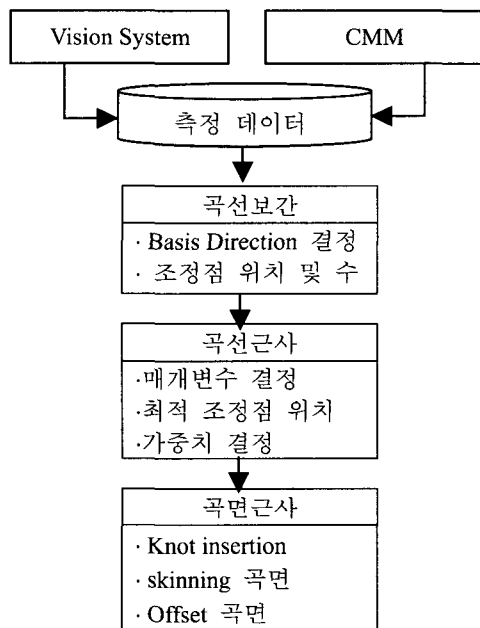 Vision System
CMM
측정 데이터
곡선보간
· Basis Direction 결정
· 조정점 위치 및 수
곡선근사
·매개변수 결정
·최적 조정점 위치
·가중치 결정
곡면근사
· Knot insertion
· skinning 곡면
· Offset 곡면